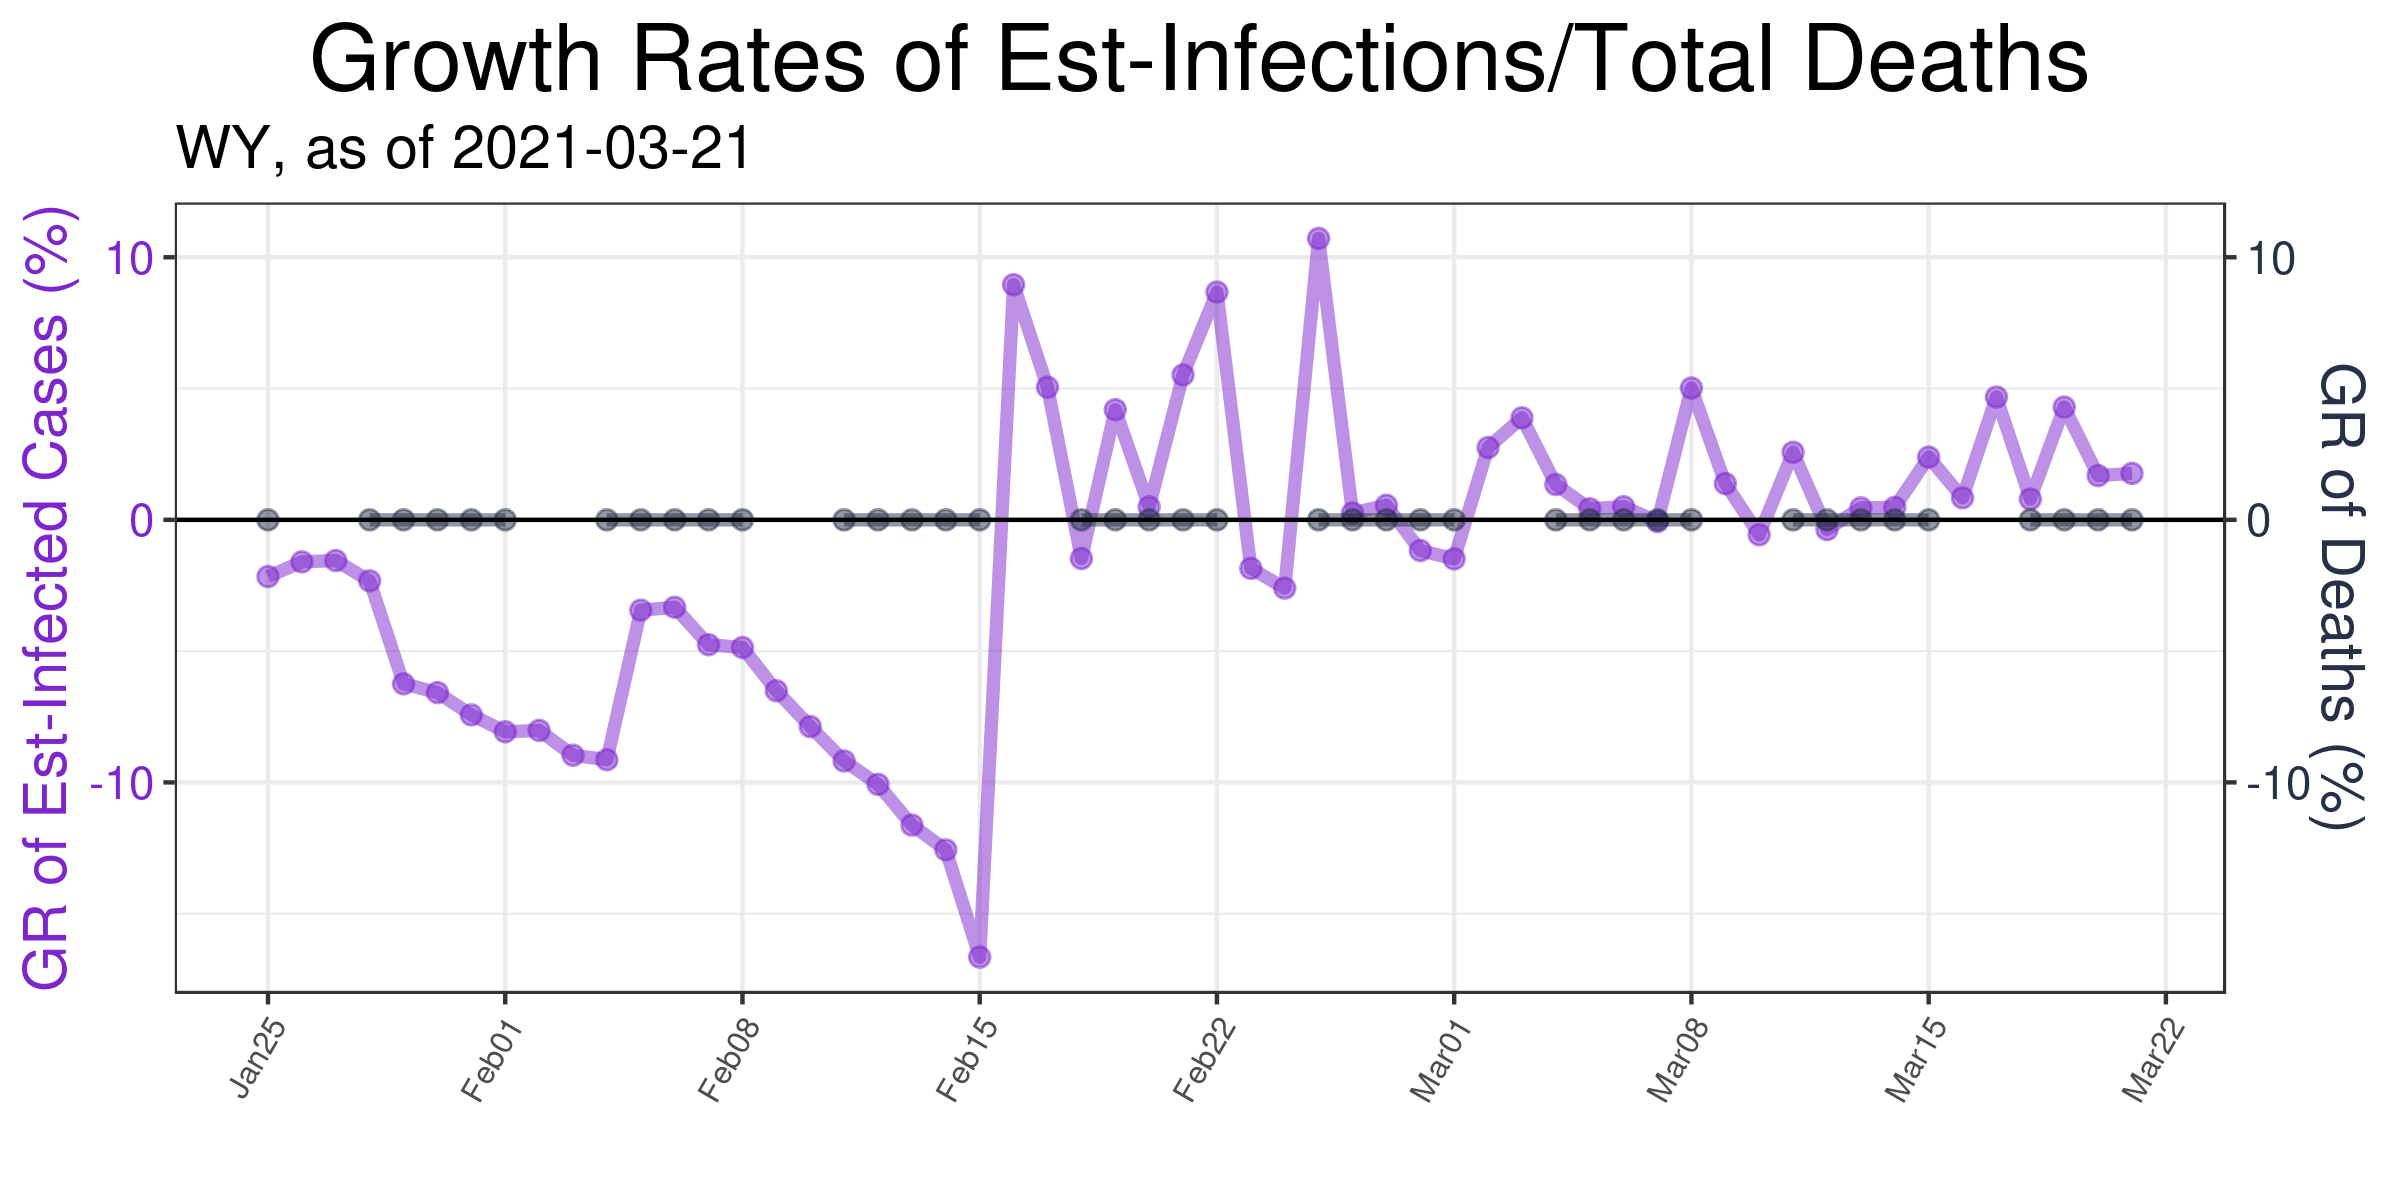 Growth Rates of Est-Infections/Total Deaths
WY, as of 2021-03-21
GR of Est-Infected Cases (%)
10
0
-10
10
0
-10
GR of Deaths (%)
Jan25
Feb01
Feb08
Feb15
Feb22
Mar01
Mar08
Mar15
Mar22